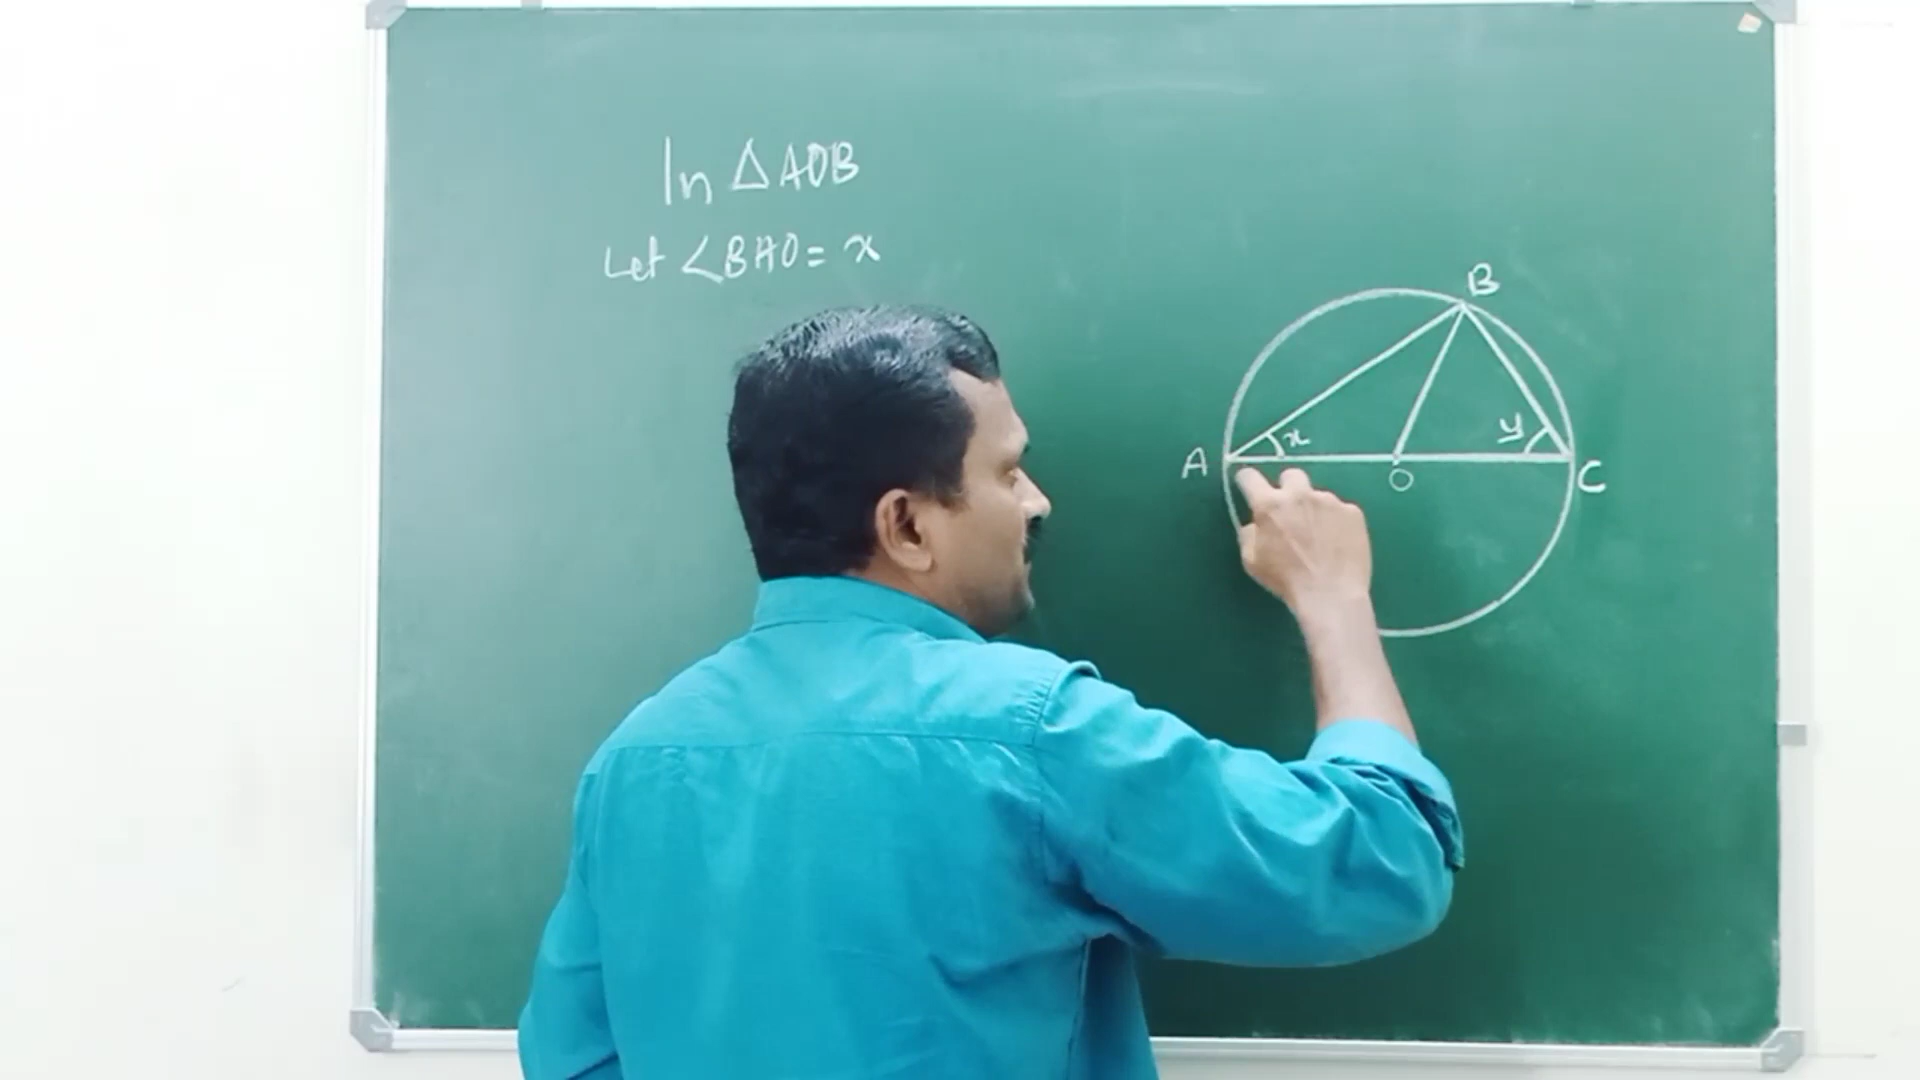 In △AOB
Let ∠BAO = x
B
x
y
A
O
C